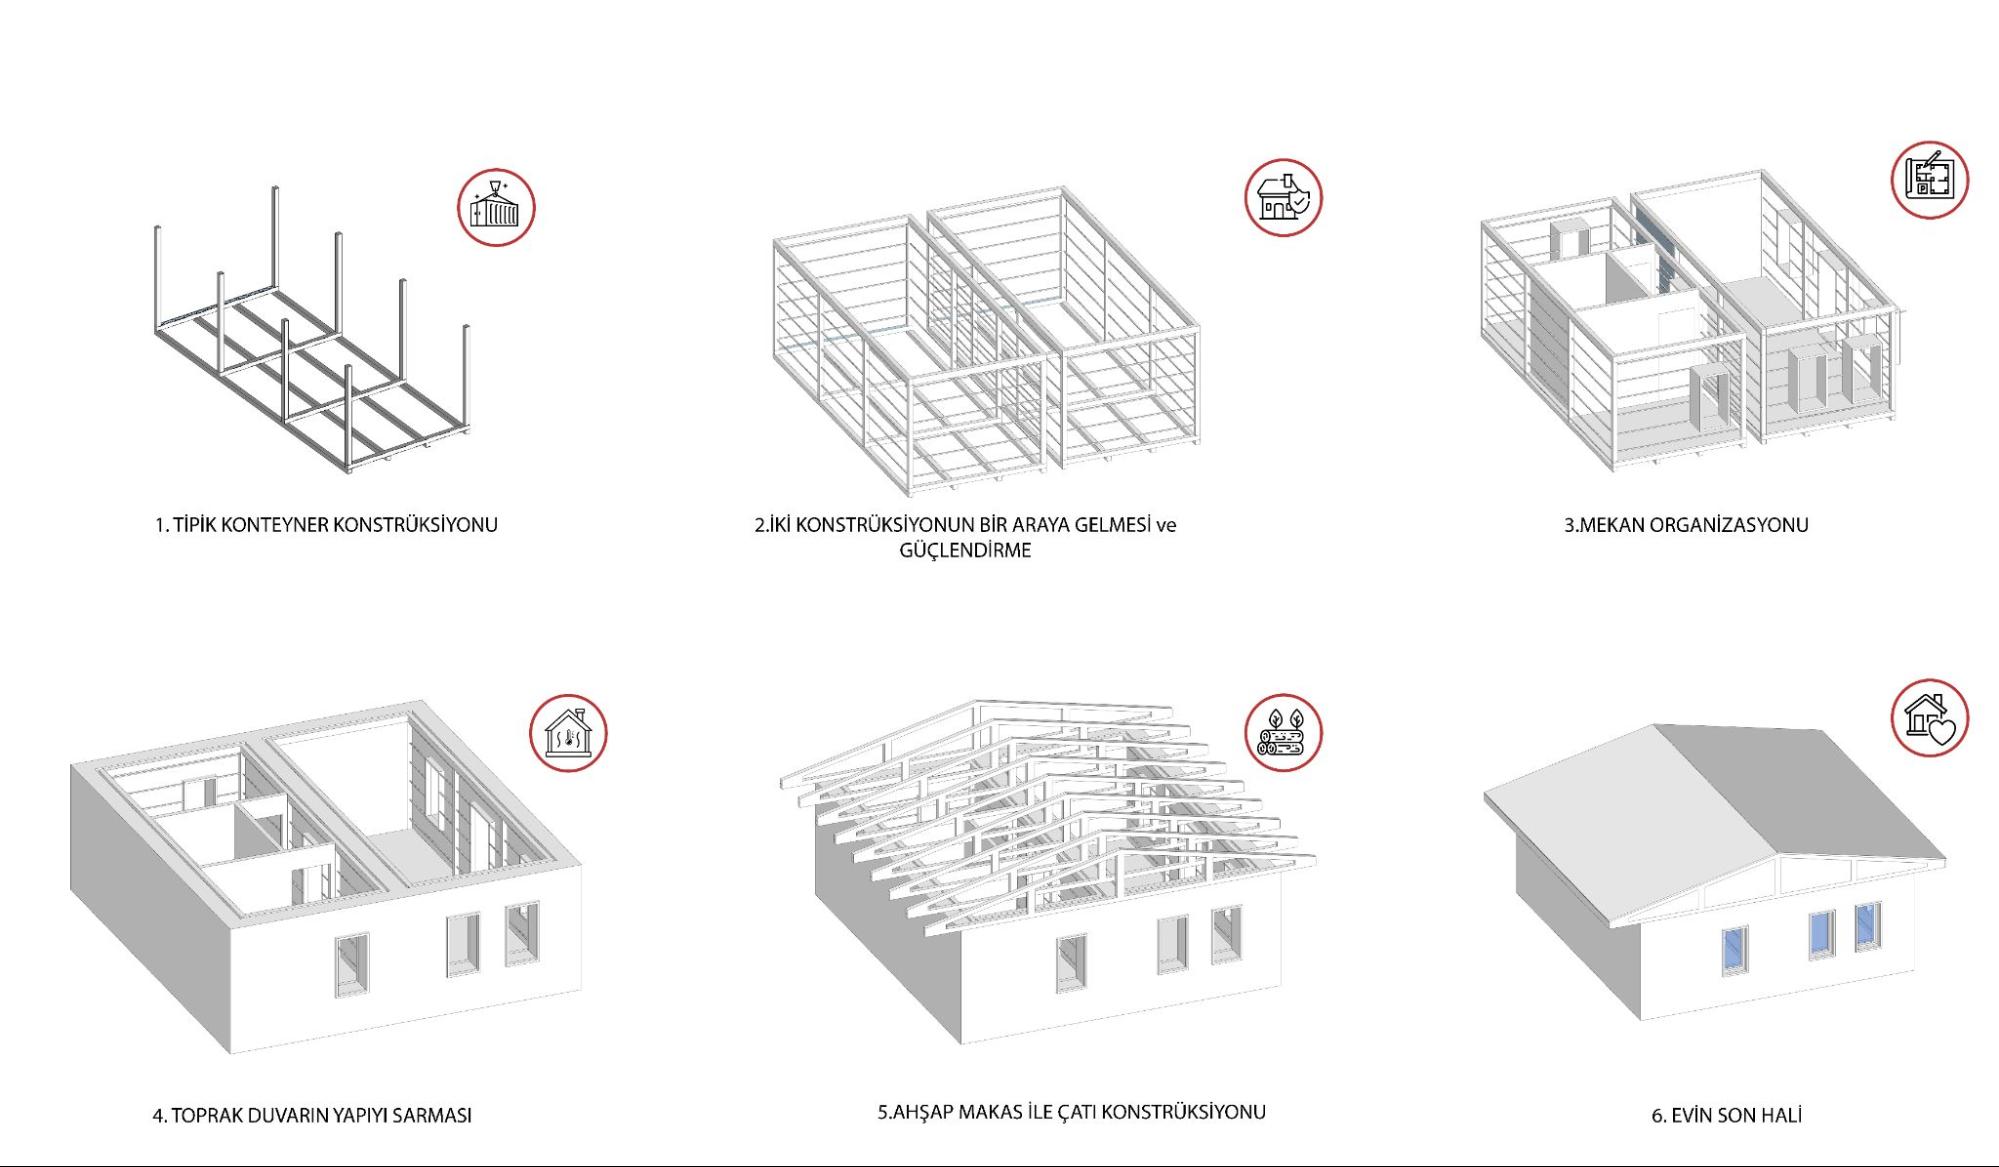 1. TİPİK KONTEYNER KONSTRÜKSİYONU
2.İKİ KONSTRÜKSİYONUN BİR ARAYA GELMESİ ve
GÜÇLENDİRME
3.MEKAN ORGANİZASYONU
4. TOPRAK DUVARIN YAPIYI SARMASI
5.AHŞAP MAKAS İLE ÇATI KONSTRÜKSİYONU
6. EVİN SON HALİ